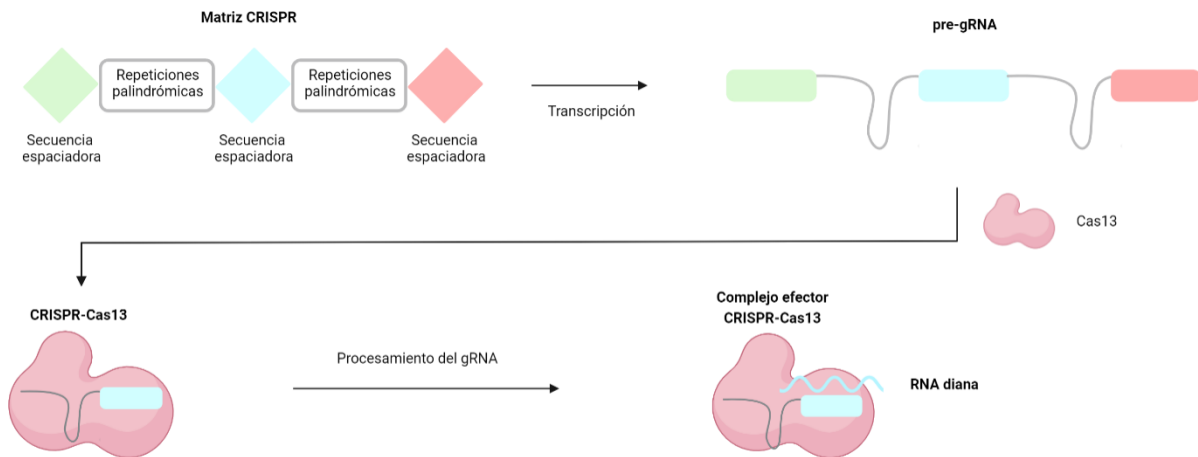 Matriz CRISPR
Repeticiones
palindrómicas
Repeticiones
palindrómicas
Secuencia
espaciadora
Secuencia
espaciadora
Secuencia
espaciadora
Transcripción
pre-gRNA
Cas13
CRISPR-Cas13
Procesamiento del gRNA
Complejo efector
CRISPR-Cas13
RNA diana